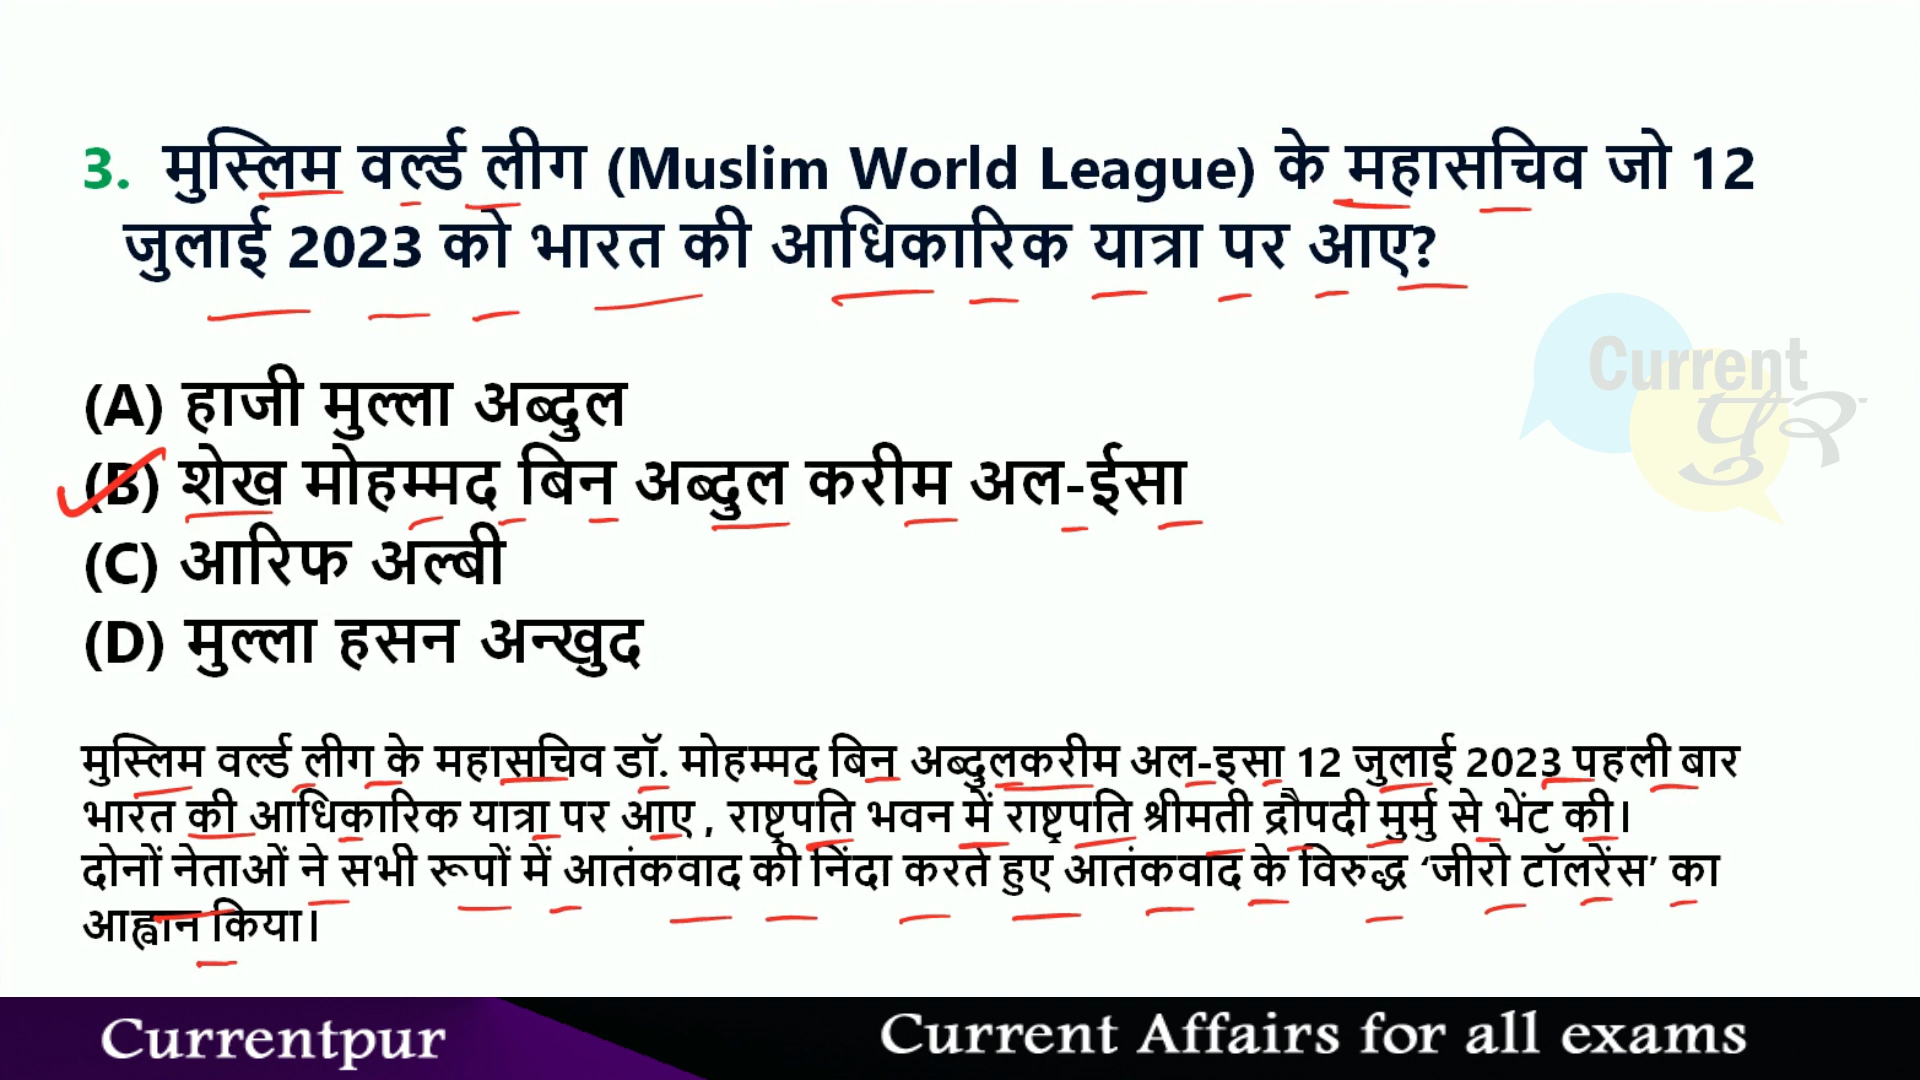 3. मुस्लिम वर्ल्ड लीग (Muslim World League) के महासचिव जो 12
जुलाई 2023 को भारत की आधिकारिक यात्रा पर आए?
(A) हाजी मुल्ला अब्दुल
(B) शेख मोहम्मद बिन अब्दुल करीम अल-ईसा
(C) आरिफ अल्बी
(D) मुल्ला हसन अन्खुद
Current
पुर
मुस्लिम वर्ल्ड लीग के महासचिव डॉ. मोहम्मद बिन अब्दुलकरीम अल-इसा 12 जुलाई 2023 पहली बार
भारत की आधिकारिक यात्रा पर आए , राष्ट्रपति भवन में राष्ट्रपति श्रीमती द्रौपदी मुर्मु से भेंट की।
दोनों नेताओं ने सभी रूपों में आतंकवाद की निंदा करते हुए आतंकवाद के विरुद्ध ‘जीरो टॉलरेंस’ का
आह्वान किया।
Currentpur
Current Affairs for all exams